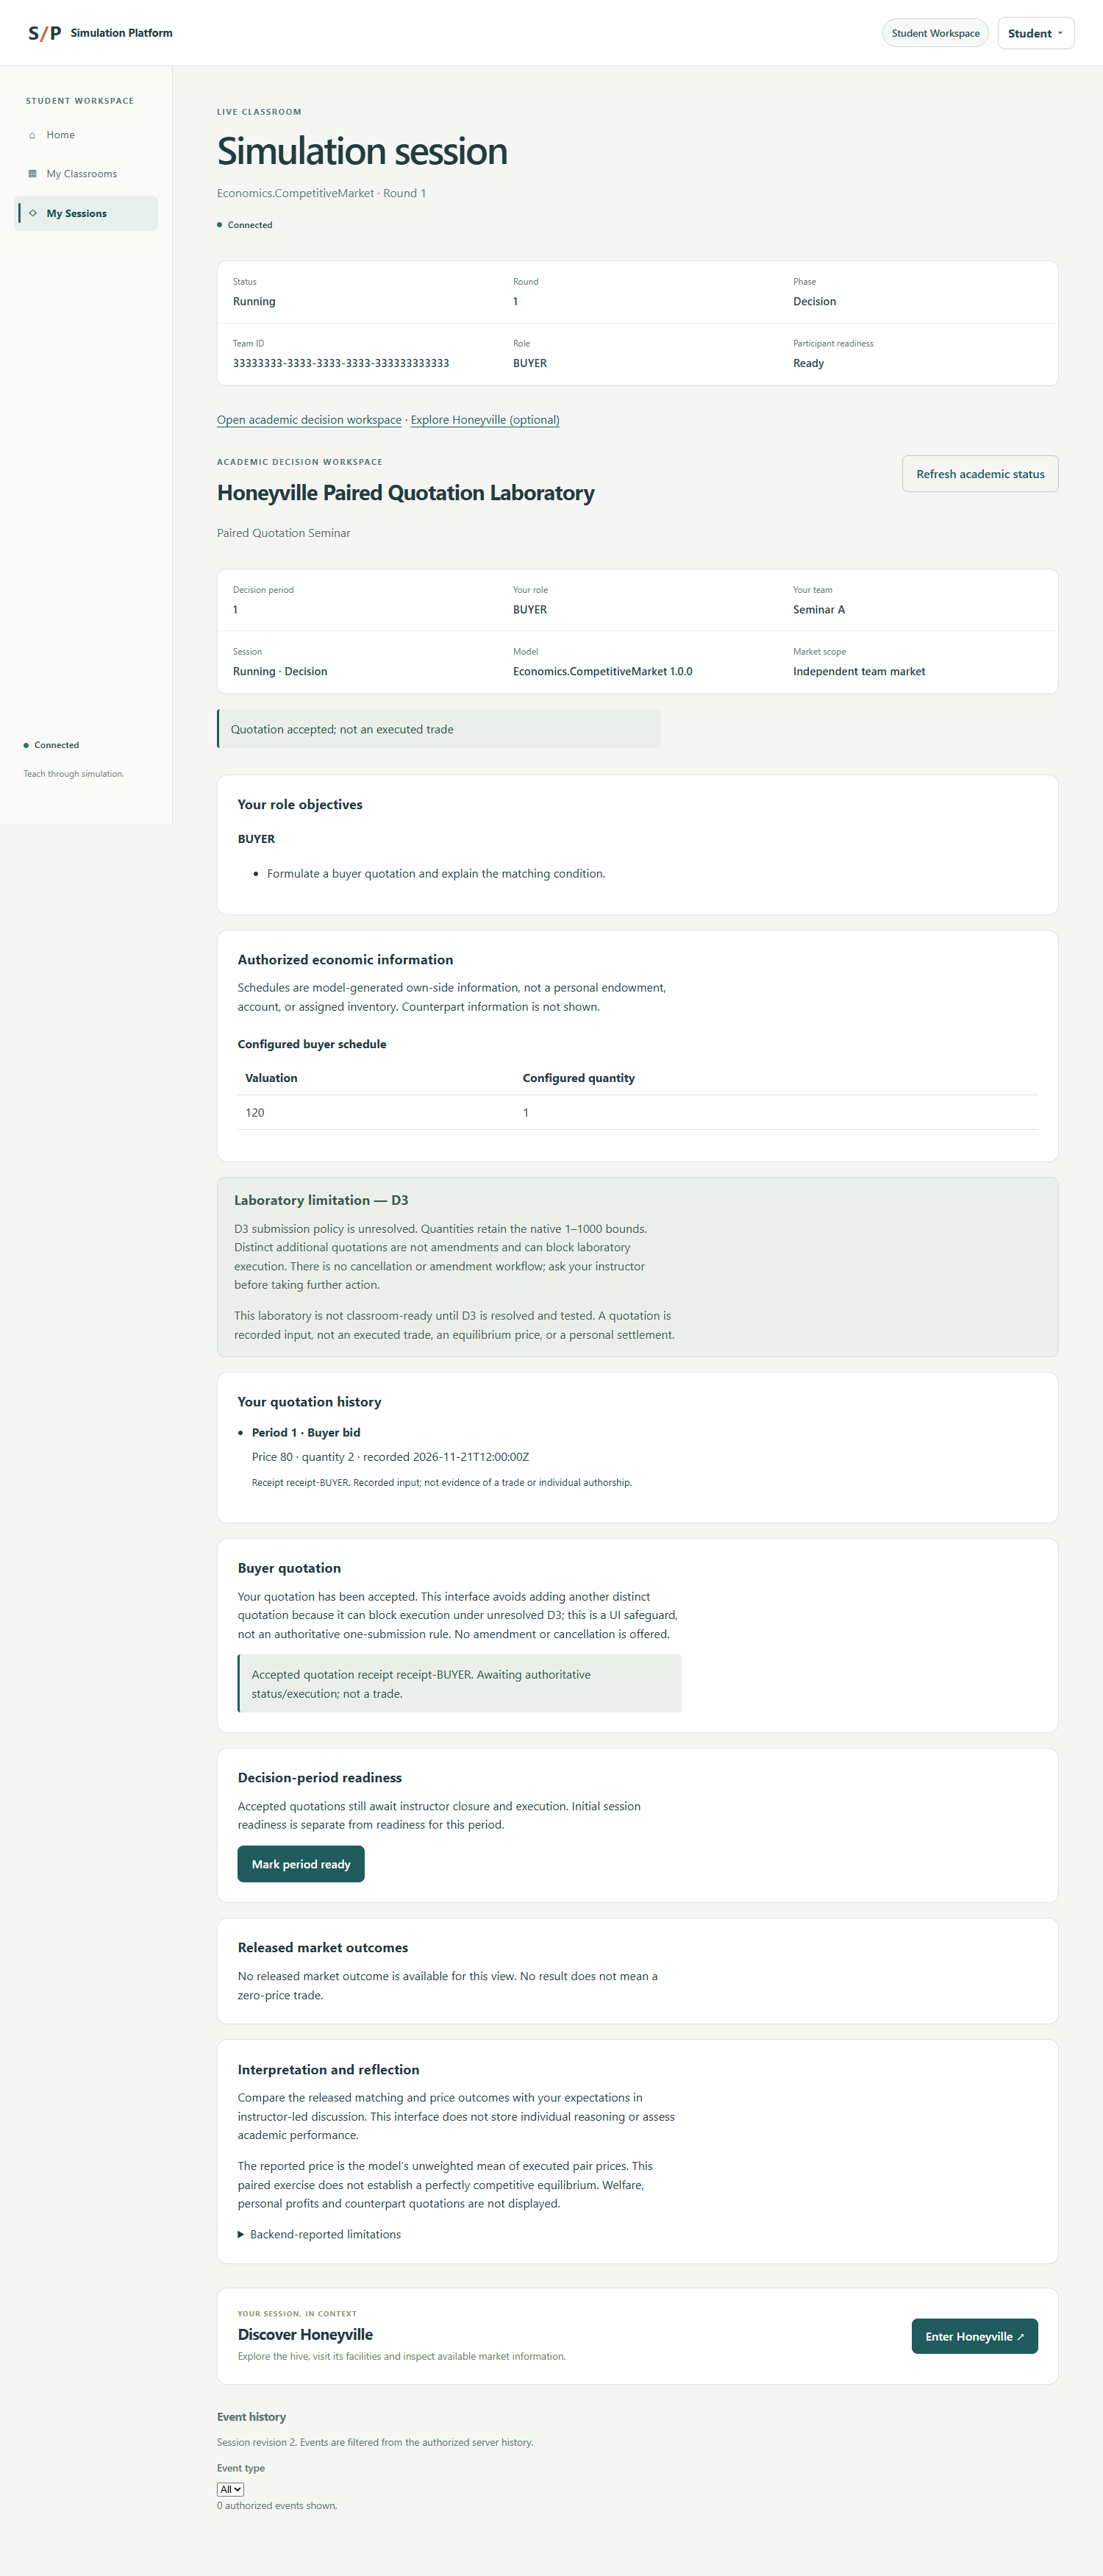 S/P Simulation Platform
Student Workspace
Student
STUDENT WORKSPACE
Home
My Classrooms
My Sessions
Connected
Teach through simulation.
LIVE CLASSROOM
Simulation session
Economics.CompetitiveMarket · Round 1
Connected
Status
Running
Round
1
Phase
Decision
Team ID
33333333-3333-3333-3333-333333333333
Role
BUYER
Participant readiness
Ready
Open academic decision workspace · Explore Honeyville (optional)
ACADEMIC DECISION WORKSPACE
Honeyville Paired Quotation Laboratory
Refresh academic status
Paired Quotation Seminar
Decision period
1
Your role
BUYER
Your team
Seminar A
Session
Running · Decision
Model
Economics.CompetitiveMarket 1.0.0
Market scope
Independent team market
Quotation accepted; not an executed trade
Your role objectives
BUYER
• Formulate a buyer quotation and explain the matching condition.
Authorized economic information
Schedules are model-generated own-side information, not a personal endowment,
account, or assigned inventory. Counterpart information is not shown.
Configured buyer schedule
Valuation Configured quantity
120 1
Laboratory limitation — D3
D3 submission policy is unresolved. Quantities retain the native 1–1000 bounds.
Distinct additional quotations are not amendments and can block laboratory
execution. There is no cancellation or amendment workflow; ask your instructor
before taking further action.
This laboratory is not classroom-ready until D3 is resolved and tested. A quotation is
recorded input, not an executed trade, an equilibrium price, or a personal settlement.
Your quotation history
• Period 1 · Buyer bid
Price 80 · quantity 2 · recorded 2026-11-21T12:00:00Z
Receipt receipt-BUYER. Recorded input; not evidence of a trade or individual authorship.
Buyer quotation
Your quotation has been accepted. This interface avoids adding another distinct
quotation because it can block execution under unresolved D3; this is a UI safeguard,
not an authoritative one-submission rule. No amendment or cancellation is offered.
Accepted quotation receipt receipt-BUYER. Awaiting authoritative
status/execution; not a trade.
Decision-period readiness
Accepted quotations still await instructor closure and execution. Initial session
readiness is separate from readiness for this period.
Mark period ready
Released market outcomes
No released market outcome is available for this view. No result does not mean a
zero-price trade.
Interpretation and reflection
Compare the released matching and price outcomes with your expectations in
instructor-led discussion. This interface does not store individual reasoning or assess
academic performance.
The reported price is the model's unweighted mean of executed pair prices. This
paired exercise does not establish a perfectly competitive equilibrium. Welfare,
personal profits and counterpart quotations are not displayed.
Backend-reported limitations
YOUR SESSION, IN CONTEXT
Discover Honeyville
Explore the hive, visit its facilities and inspect available market information.
Enter Honeyville ↗
Event history
Session revision 2. Events are filtered from the authorized server history.
Event type
All
0 authorized events shown.